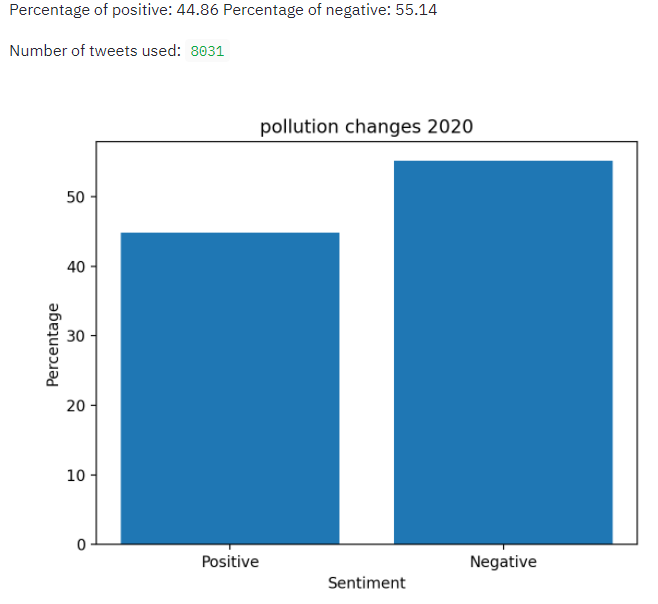 Percentage of positive: 44.86 Percentage of negative: 55.14
Number of tweets used: 8031
pollution changes 2020
50
40
30
20
10
0
Percentage
Positive Negative
Sentiment